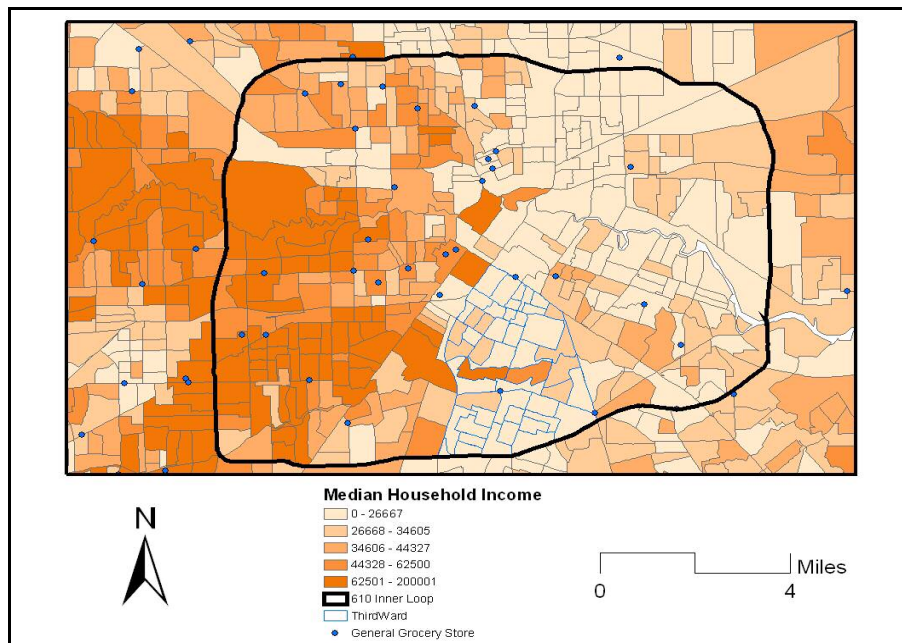 Median Household Income
0 - 26667
26668 - 34605
34606 - 44327
44328 - 62500
62501 - 200001
610 Inner Loop
ThirdWard
General Grocery Store
N
Miles
0 4